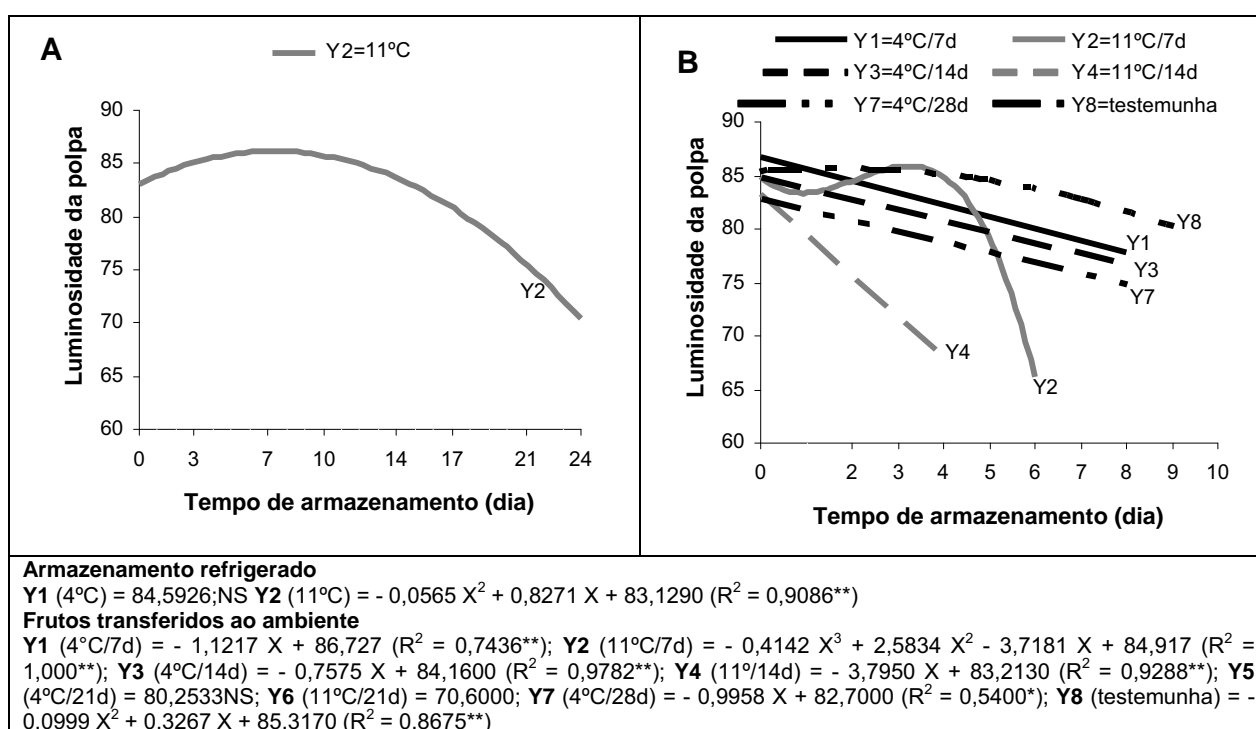 A
Y2=11ºC
Luminosidade da polpa
90
85
80
75
70
65
60
Y2
0 3 7 10 14 17 21 24
Tempo de armazenamento (dia)
B
Y1=4ºC/7d Y2=11ºC/7d
Y3=4ºC/14d Y4=11ºC/14d
Y7=4ºC/28d Y8=testemunha
Luminosidade da polpa
90
85
80
75
70
65
60
Y8
Y1
Y3
Y7
Y4
Y2
0 2 3 4 5 6 7 8 9 10
Tempo de armazenamento (dia)
Armazenamento refrigerado
Y1 (4ºC) = 84,5926;NS Y2 (11ºC) = - 0,0565 X² + 0,8271 X + 83,1290 (R² = 0,9086**)
Frutos transferidos ao ambiente
Y1 (4°C/7d) = - 1,1217 X + 86,727 (R² = 0,7436**); Y2 (11ºC/7d) = - 0,4142 X³ + 2,5834 X² - 3,7181 X + 84,917 (R² =
1,000**); Y3 (4ºC/14d) = - 0,7575 X + 84,1600 (R² = 0,9782**); Y4 (11º/14d) = - 3,7950 X + 83,2130 (R² = 0,9288**); Y5
(4ºC/21d) = 80,2533NS; Y6 (11ºC/21d) = 70,6000; Y7 (4ºC/28d) = - 0,9958 X + 82,7000 (R² = 0,5400*); Y8 (testemunha) = -
0,0999 X² + 0,3267 X + 85,3170 (R² = 0,8675**)